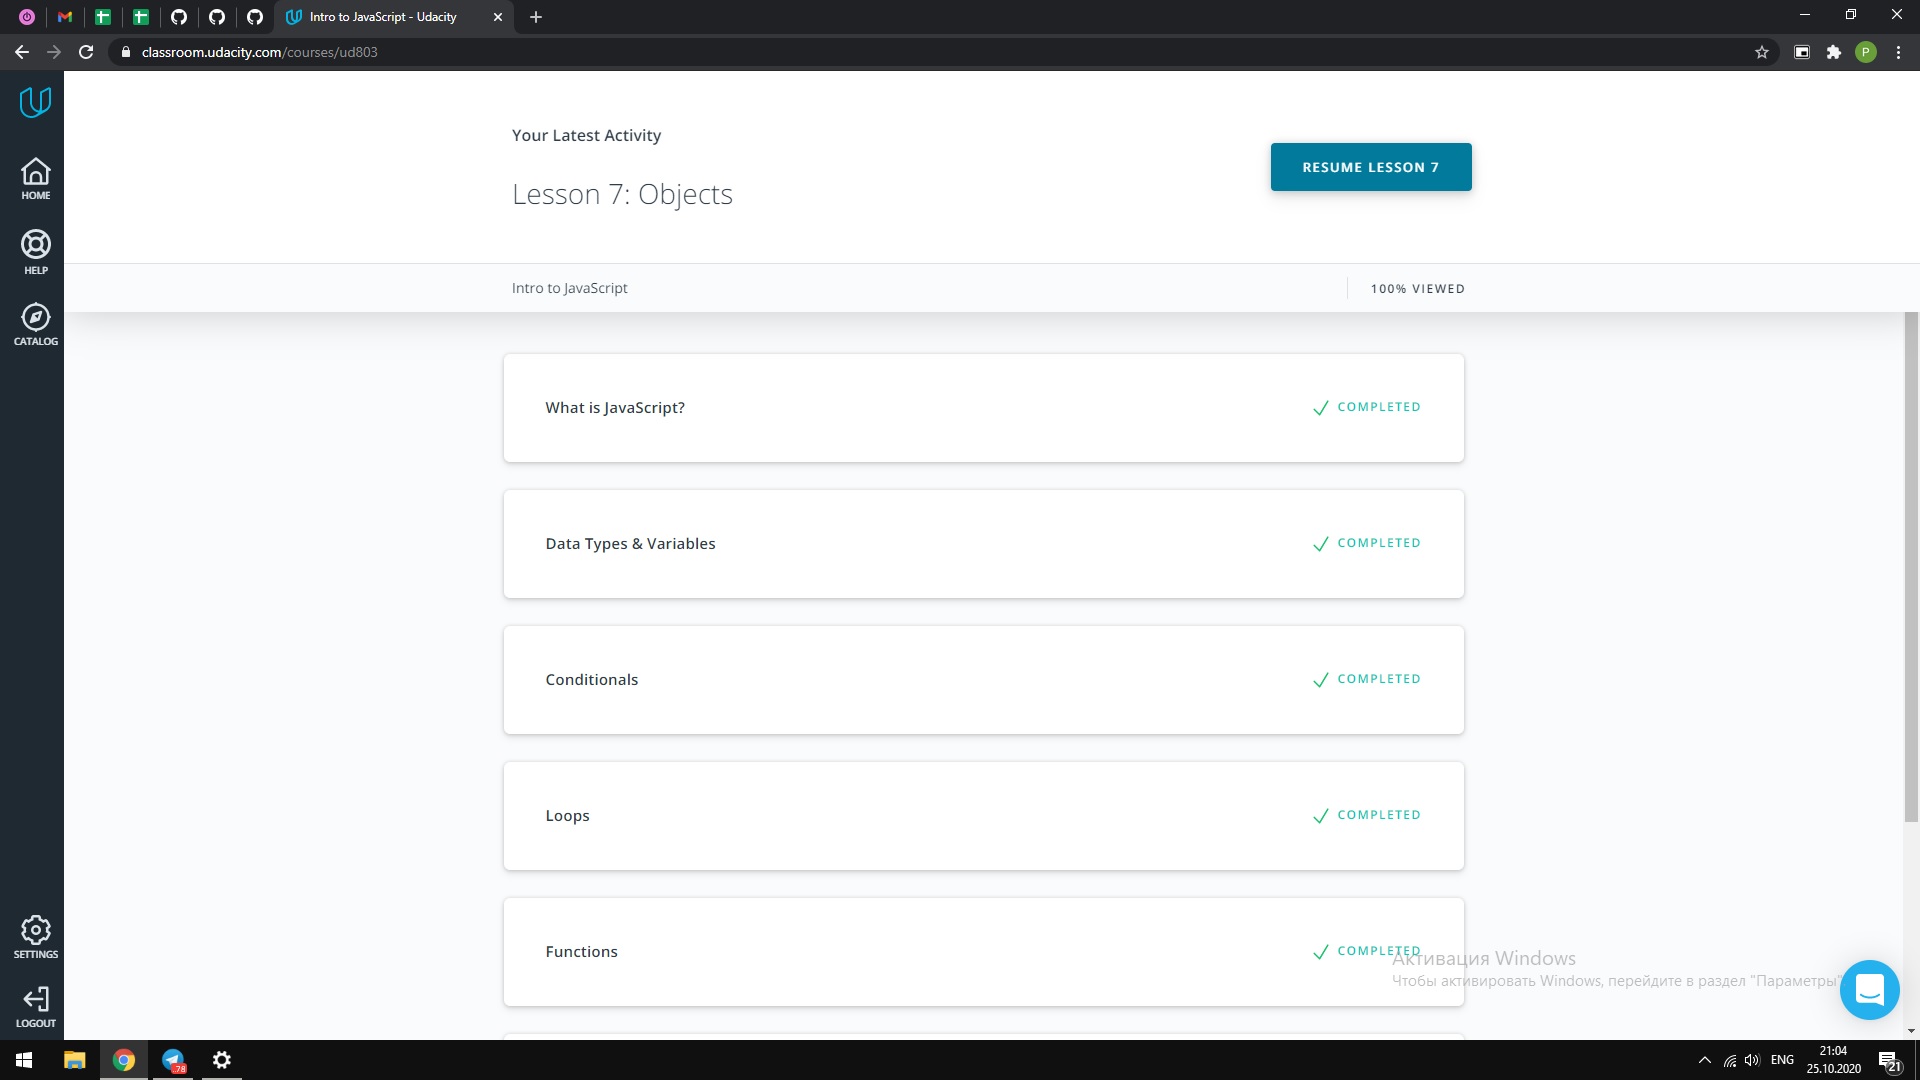 Intro to JavaScript - Udacity
classroom.udacity.com/courses/ud803
P
HOME
HELP
CATALOG
SETTINGS
LOGOUT
Your Latest Activity
Lesson 7: Objects
RESUME LESSON 7
Intro to JavaScript
100% VIEWED
What is JavaScript?
COMPLETED
Data Types & Variables
COMPLETED
Conditionals
COMPLETED
Loops
COMPLETED
Functions
COMPLETED
Активация Windows
Чтобы активировать Windows, перейдите в раздел "Параметры"
78
ENG
21:04
25.10.2020
21